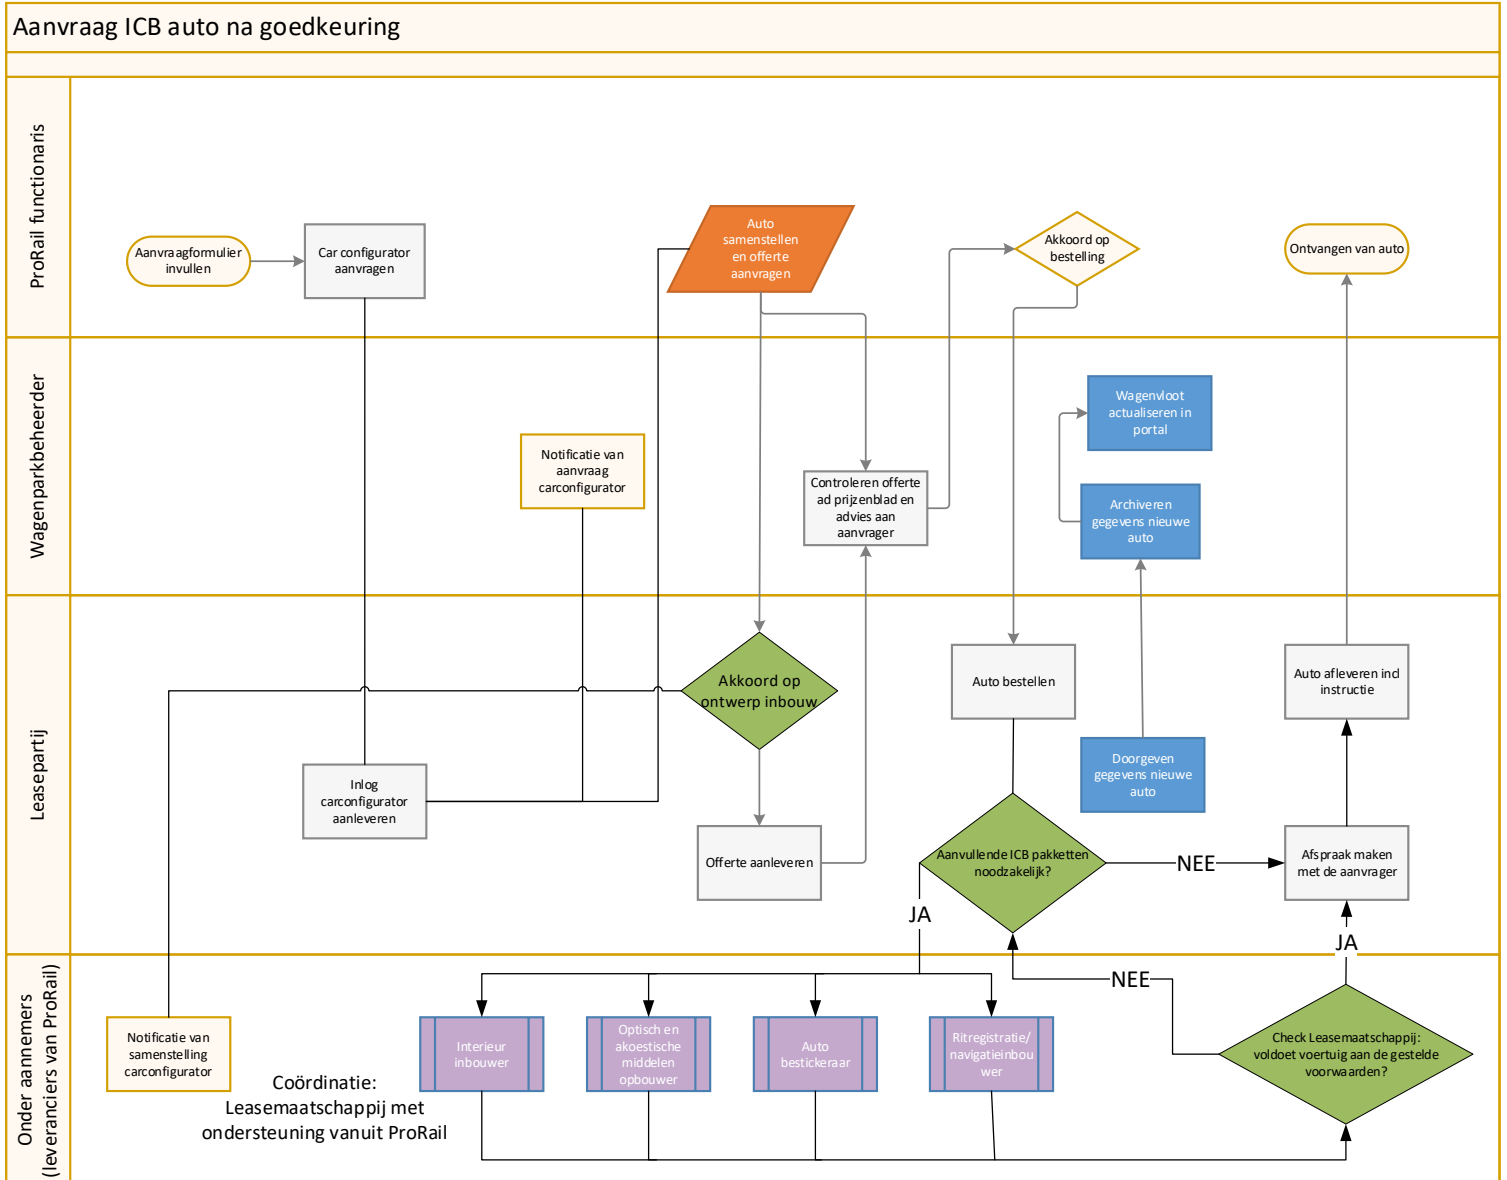 Aanvraag ICB auto na goedkeuring
ProRail functionaris
Aanvraagformulier
invullen
Car configurator
aanvragen
Auto
samenstellen
en offerte
aanvragen
Akkoord op
bestelling
Ontvangen van auto
Wagenparkbeheerder
Notificatie van
aanvraag
carconfigurator
Controleren offerte
ad prijzenblad en
advies aan
aanvrager
Wagenvloot
actualiseren in
portal
Archiveren
gegevens nieuwe
auto
Leasepartij
Inlog
carconfigurator
aanleveren
Akkoord op
ontwerp inbouw
Offerte aanleveren
Auto bestellen
Doorgeven
gegevens nieuwe
auto
Auto afleveren incl
instructie
Aanvullende ICB pakketten
noodzakelijk?
NEE
Afspraak maken
met de aanvrager
JA
JA
Onder aannemers
(leveranciers van ProRail)
NEE
Notificatie van
samenstelling
carconfigurator
Coördinatie:
Leasemaatschappij met
ondersteuning vanuit ProRail
Interieur
inbouwer
Optisch en
akoestische
middelen
opbouwer
Auto
bestickeraar
Ritregistratie/
navigatieinbou
wer
Check Leasemaatschappij:
voldoet voertuig aan de gestelde
voorwaarden?